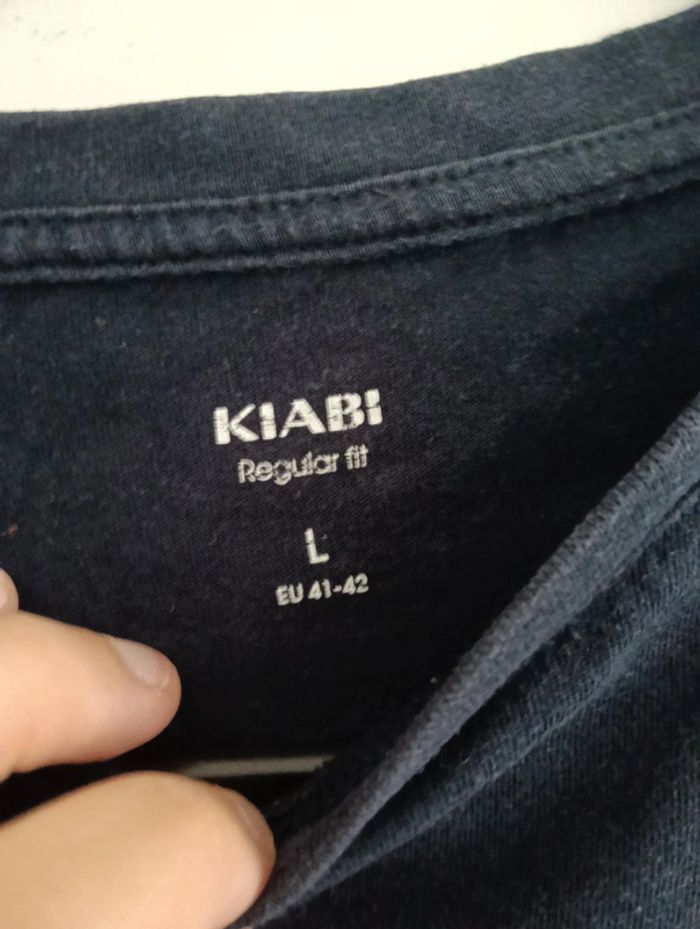 KIABI
Regular fit
L
EU 41-42